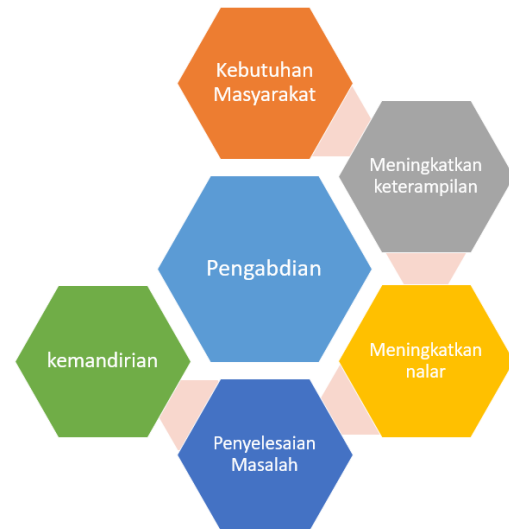 Kebutuhan
Masyarakat
Meningkatkan
keterampilan
Pengabdian
Meningkatkan
nalar
kemandirian
Penyelesaian
Masalah